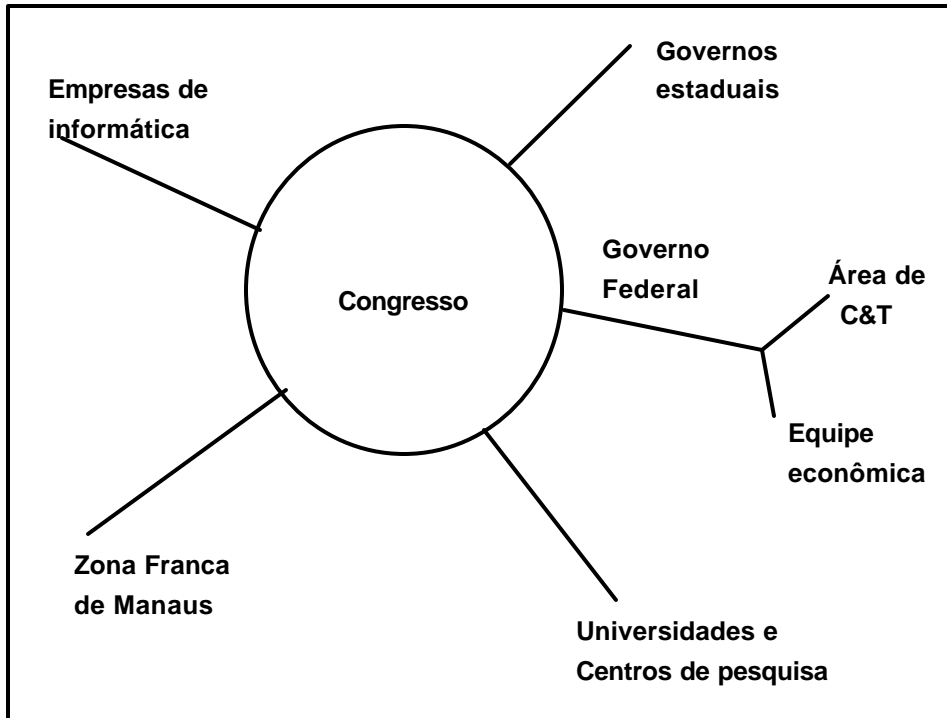 Governos
estaduais
Empresas de
informática
Governo
Federal
Área de
C&T
Congresso
Equipe
econômica
Zona Franca
de Manaus
Universidades e
Centros de pesquisa